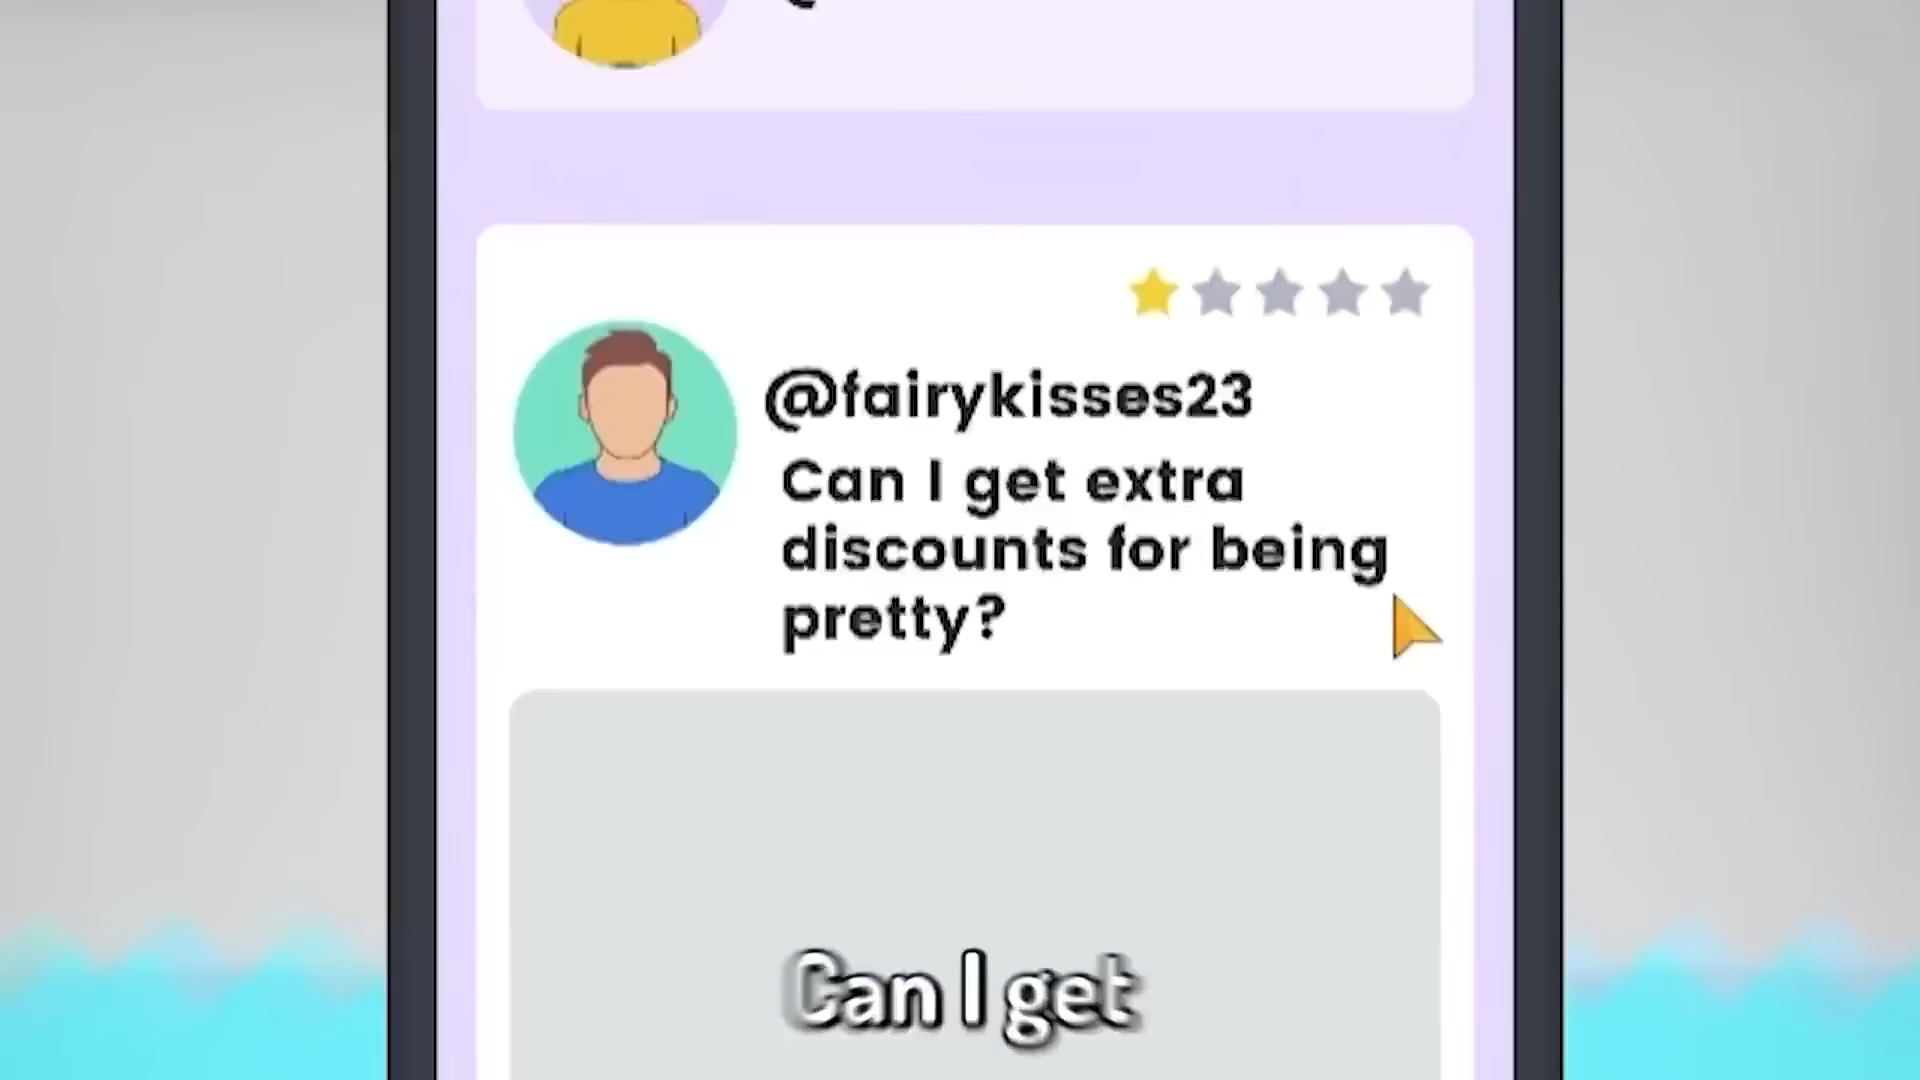 @fairykisses23
Can I get extra
discounts for being
pretty?
Can I get